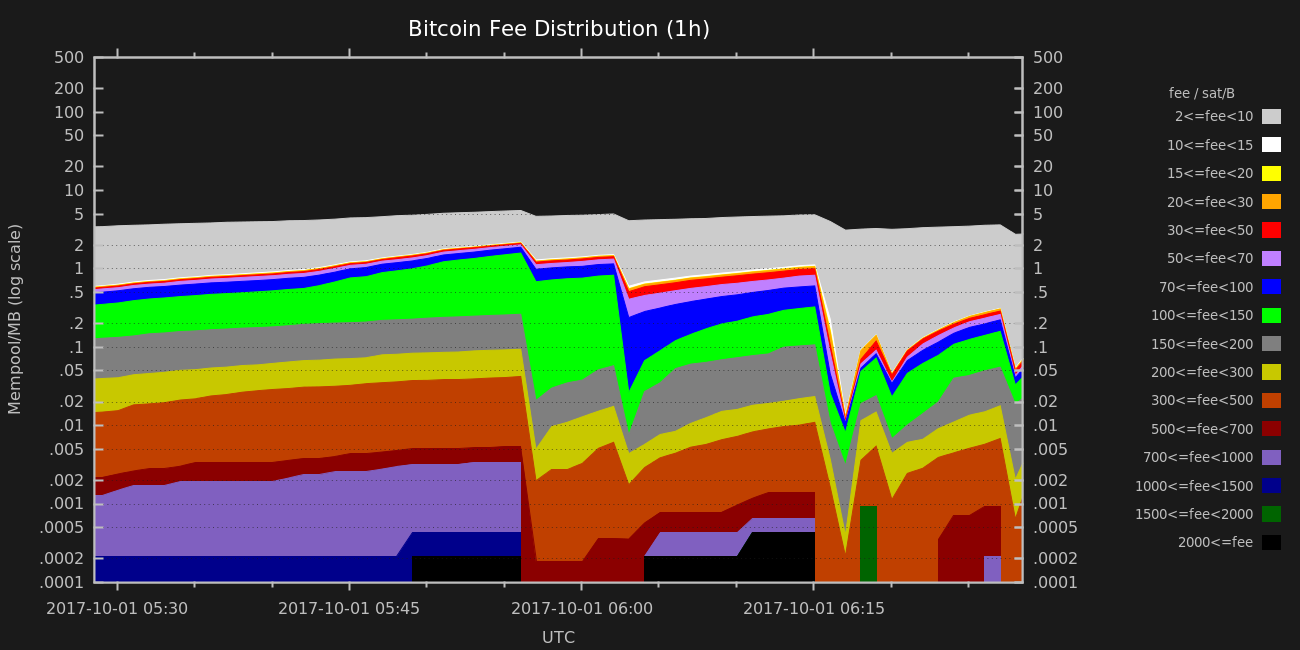 Bitcoin Fee Distribution (1h)
500 500
200 200
100 100
50 50
20 20
10 10
5 5
2 2
1 1
.5 .5
.2 .2
.1 .1
.05 .05
.02 .02
.01 .01
.005 .005
.002 .002
.001 .001
.0005 .0005
.0002 .0002
.0001 .0001
Mempool/MB (log scale)
2017-10-01 05:30 2017-10-01 05:45 2017-10-01 06:00 2017-10-01 06:15
UTC
fee / sat/B
2<=fee<10
10<=fee<15
15<=fee<20
20<=fee<30
30<=fee<50
50<=fee<70
70<=fee<100
100<=fee<150
150<=fee<200
200<=fee<300
300<=fee<500
500<=fee<700
700<=fee<1000
1000<=fee<1500
1500<=fee<2000
2000<=fee